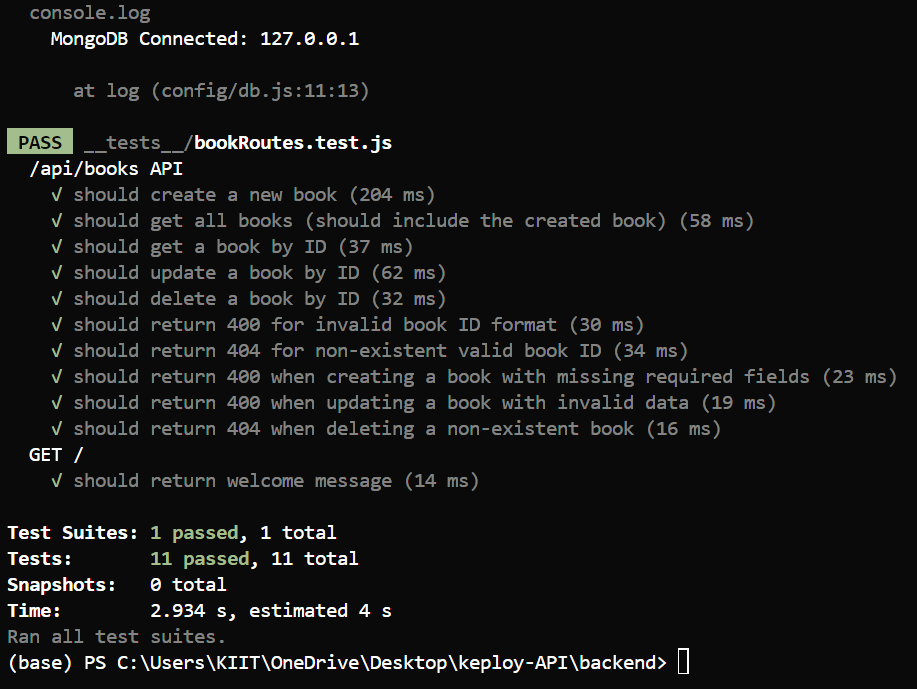 console.log
MongoDB Connected: 127.0.0.1
at log (config/db.js:11:13)
PASS __tests__/bookRoutes.test.js
/api/books API
√ should create a new book (204 ms)
√ should get all books (should include the created book) (58 ms)
√ should get a book by ID (37 ms)
√ should update a book by ID (62 ms)
√ should delete a book by ID (32 ms)
√ should return 400 for invalid book ID format (30 ms)
√ should return 404 for non-existent valid book ID (34 ms)
√ should return 400 when creating a book with missing required fields (23 ms)
√ should return 400 when updating a book with invalid data (19 ms)
√ should return 404 when deleting a non-existent book (16 ms)
GET /
√ should return welcome message (14 ms)
Test Suites: 1 passed, 1 total
Tests: 11 passed, 11 total
Snapshots: 0 total
Time: 2.934 s, estimated 4 s
Ran all test suites.
(base) PS C:\Users\KIIT\OneDrive\Desktop\keploy-API\backend>